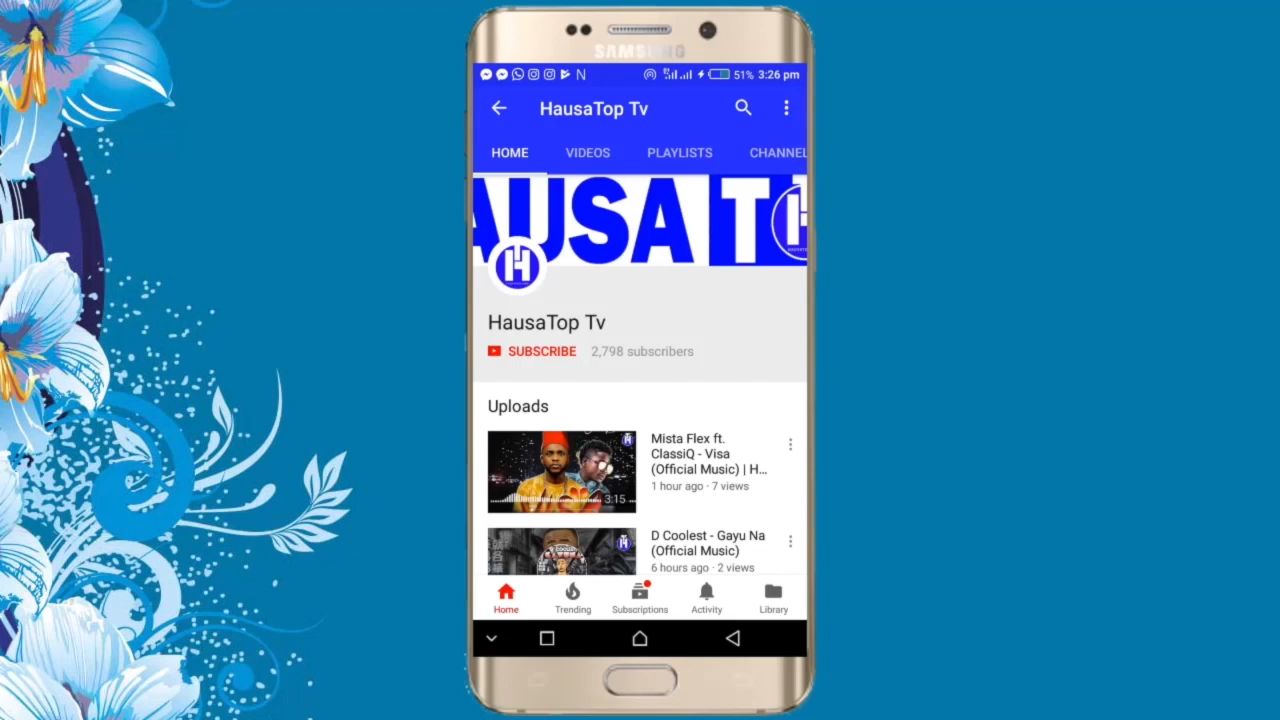 SAMSUNG
N 51% 3:26 pm
HausaTop Tv
HOME VIDEOS PLAYLISTS CHANNEL
AUSA T
H
H
HausaTop Tv
SUBSCRIBE 2,798 subscribers
Uploads
Mista Flex ft.
ClassiQ - Visa
(Official Music) | H...
1 hour ago · 7 views
3:15
D Coolest - Gayu Na
(Official Music)
6 hours ago · 2 views
Home Trending Subscriptions Activity Library